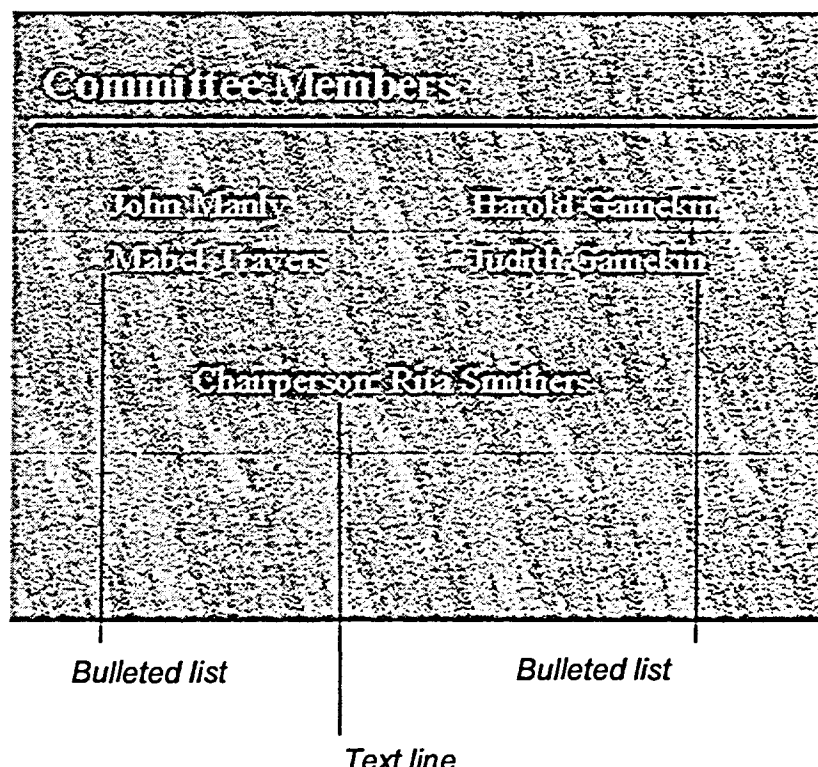 Committee Members
John Manly
Mabel Travers
Harold Gamekin
Judith Gamekin
Chairperson: Rita Smithers
Bulleted list
Bulleted list
Text line